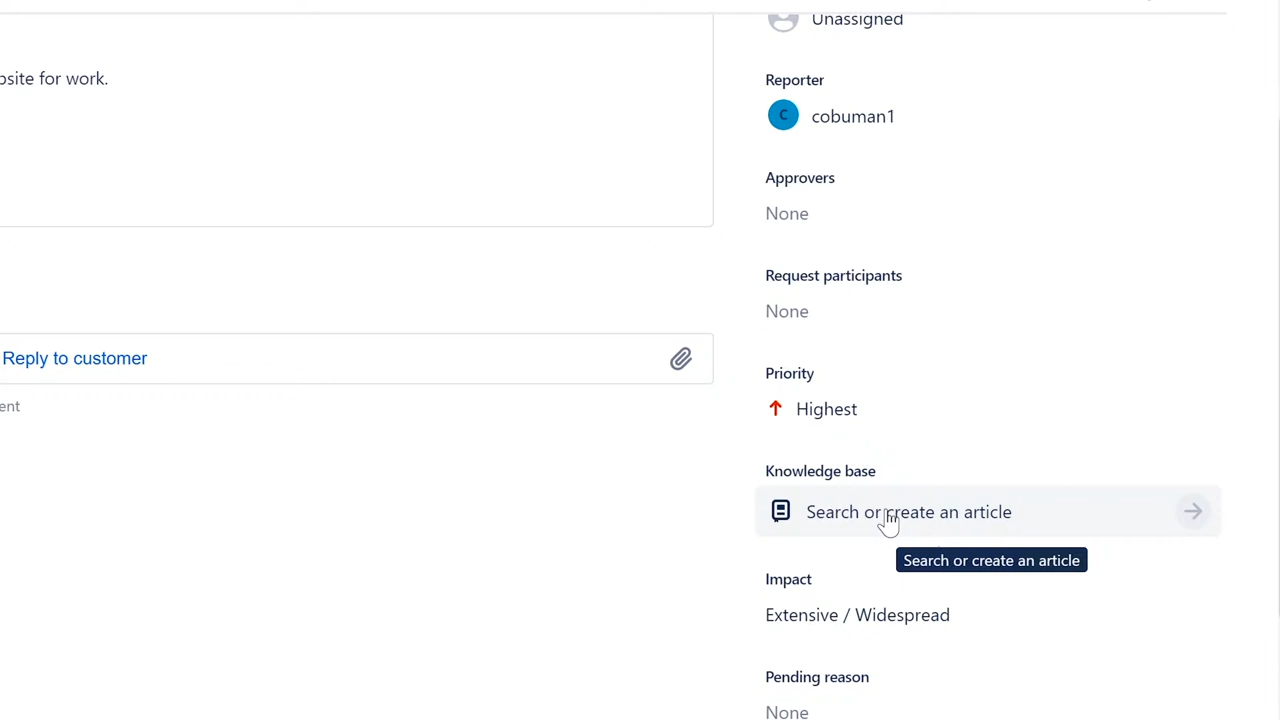 Unassigned
bsite for work.
Reporter
C cobuman1
Approvers
None
Request participants
None
Reply to customer
Priority
ent
Highest
Knowledge base
Search or create an article
Search or create an article
Impact
Extensive / Widespread
Pending reason
None